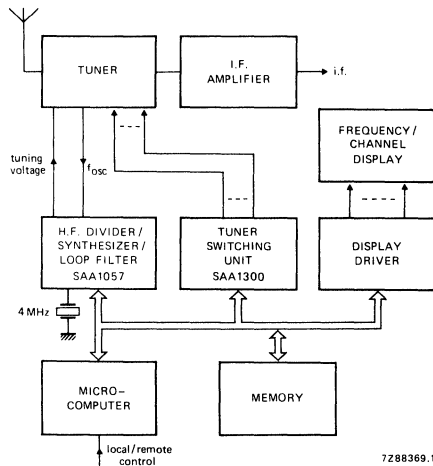 TUNER
I.F.
AMPLIFIER
i.f.
FREQUENCY/
CHANNEL
DISPLAY
tuning
voltage
fosc
H.F. DIVIDER/
SYNTHESIZER/
LOOP FILTER
SAA1057
TUNER
SWITCHING
UNIT
SAA1300
DISPLAY
DRIVER
4 MHz
MICRO-
COMPUTER
MEMORY
local/remote
control
7Z88369.1